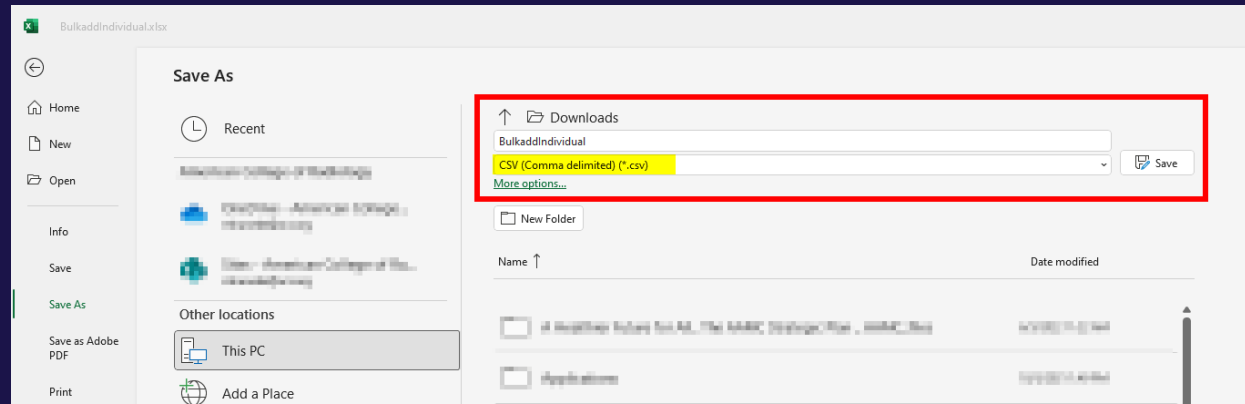 BulkaddIndividual.xlsx
Save As
Home
New
Open
Info
Save
Save As
Save as Adobe
PDF
Print
Recent
Other locations
This PC
Add a Place
Downloads
BulkaddIndividual
CSV (Comma delimited) (*.csv)
Save
More options...
New Folder
Name
Date modified